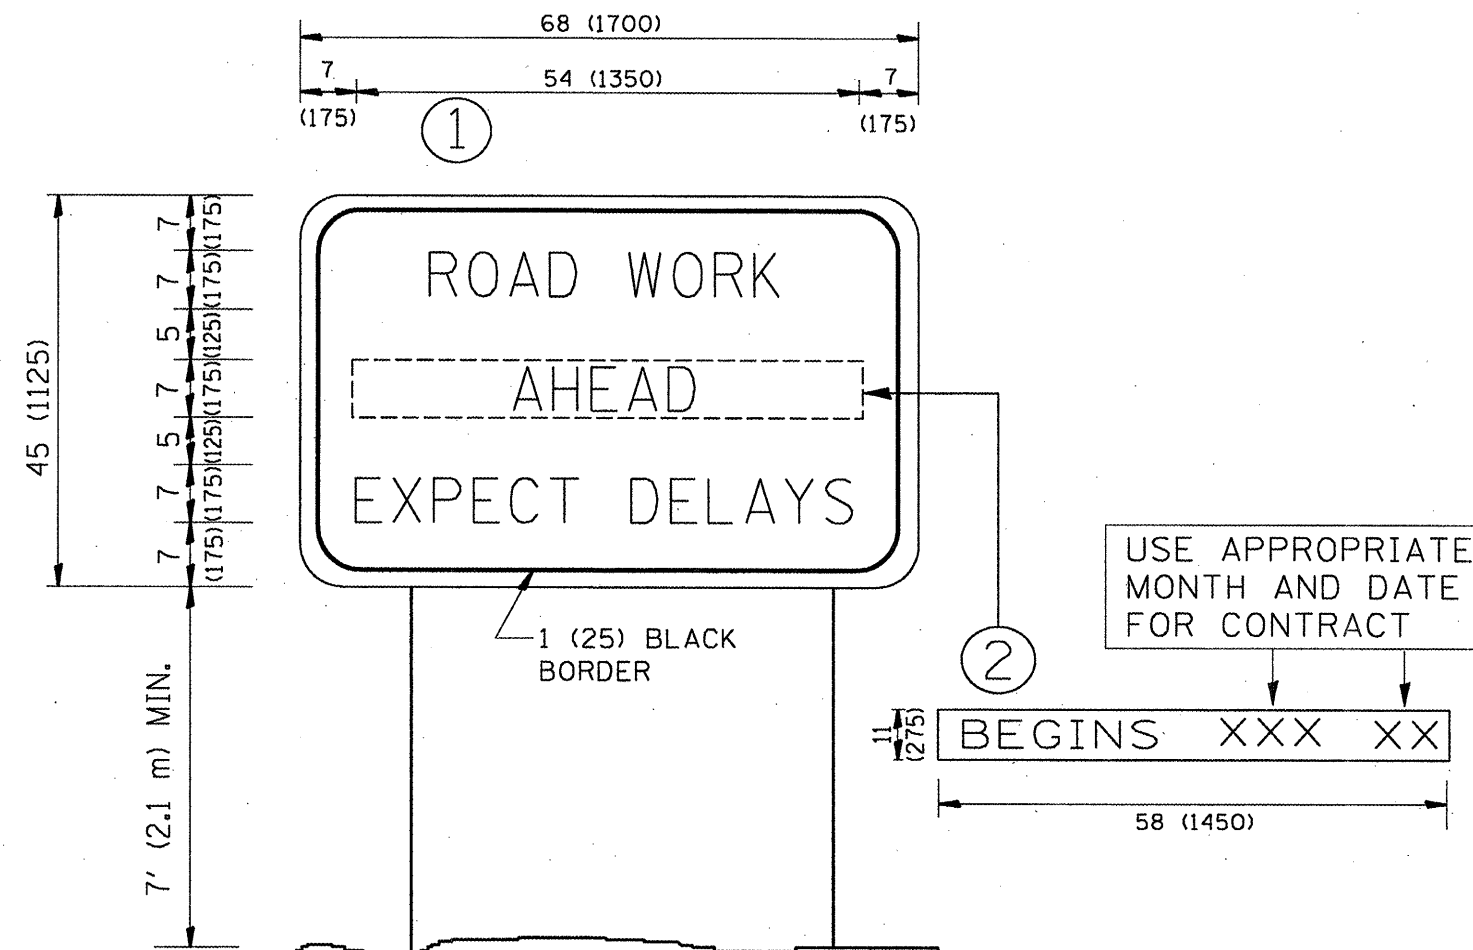 68 (1700)
7
54 (1350)
7
(175)
(175)
1
45 (1125)
7
(175)
7
(175)
5
(125)
7
(175)
5
(125)
7
(175)
7
(175)
ROAD WORK
AHEAD
EXPECT DELAYS
1 (25) BLACK
BORDER
7' (2.1 m) MIN.
2
USE APPROPRIATE
MONTH AND DATE
FOR CONTRACT
11
(275)
BEGINS XXX XX
58 (1450)